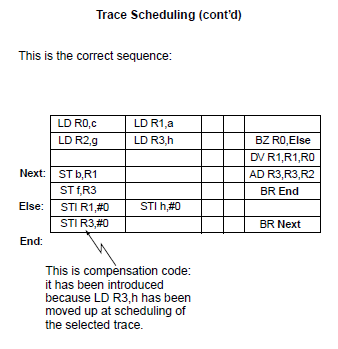 Trace Scheduling (cont'd)
This is the correct sequence:
LD R0,c LD R1,a
LD R2,g LD R3,h BZ R0,Else
DV R1,R1,R0
Next: ST b,R1 AD R3,R3,R2
ST f,R3 BR End
Else: STI R1,#0 STI h,#0
STI R3,#0 BR Next
End:
This is compensation code:
it has been introduced
because LD R3,h has been
moved up at scheduling of
the selected trace.